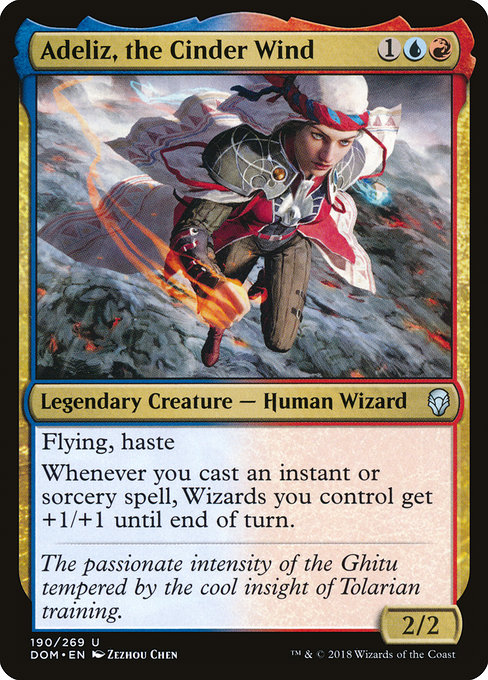 Adeliz, the Cinder Wind 1
Legendary Creature — Human Wizard
Flying, haste
Whenever you cast an instant or
sorcery spell, Wizards you control get
+1/+1 until end of turn.
The passionate intensity of the Ghitu
tempered by the cool insight of Tolarian
training.
2/2
190/269 U
DOM • EN Zezhou Chen
™ & © 2018 Wizards of the Coast